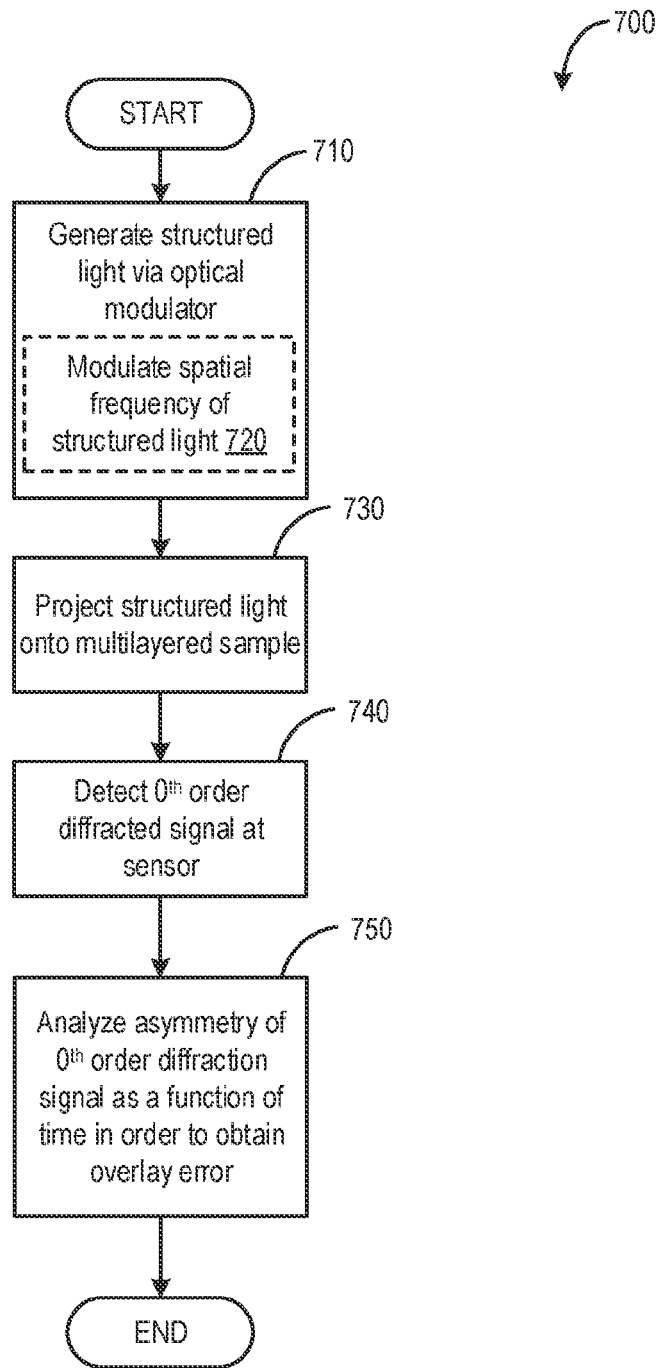 700
START
710
Generate structured
light via optical
modulator
Modulate spatial
frequency of
structured light 720
730
Project structured light
onto multilayered sample
740
Detect 0th order
diffracted signal at
sensor
750
Analyze asymmetry of
0th order diffraction
signal as a function of
time in order to obtain
overlay error
END